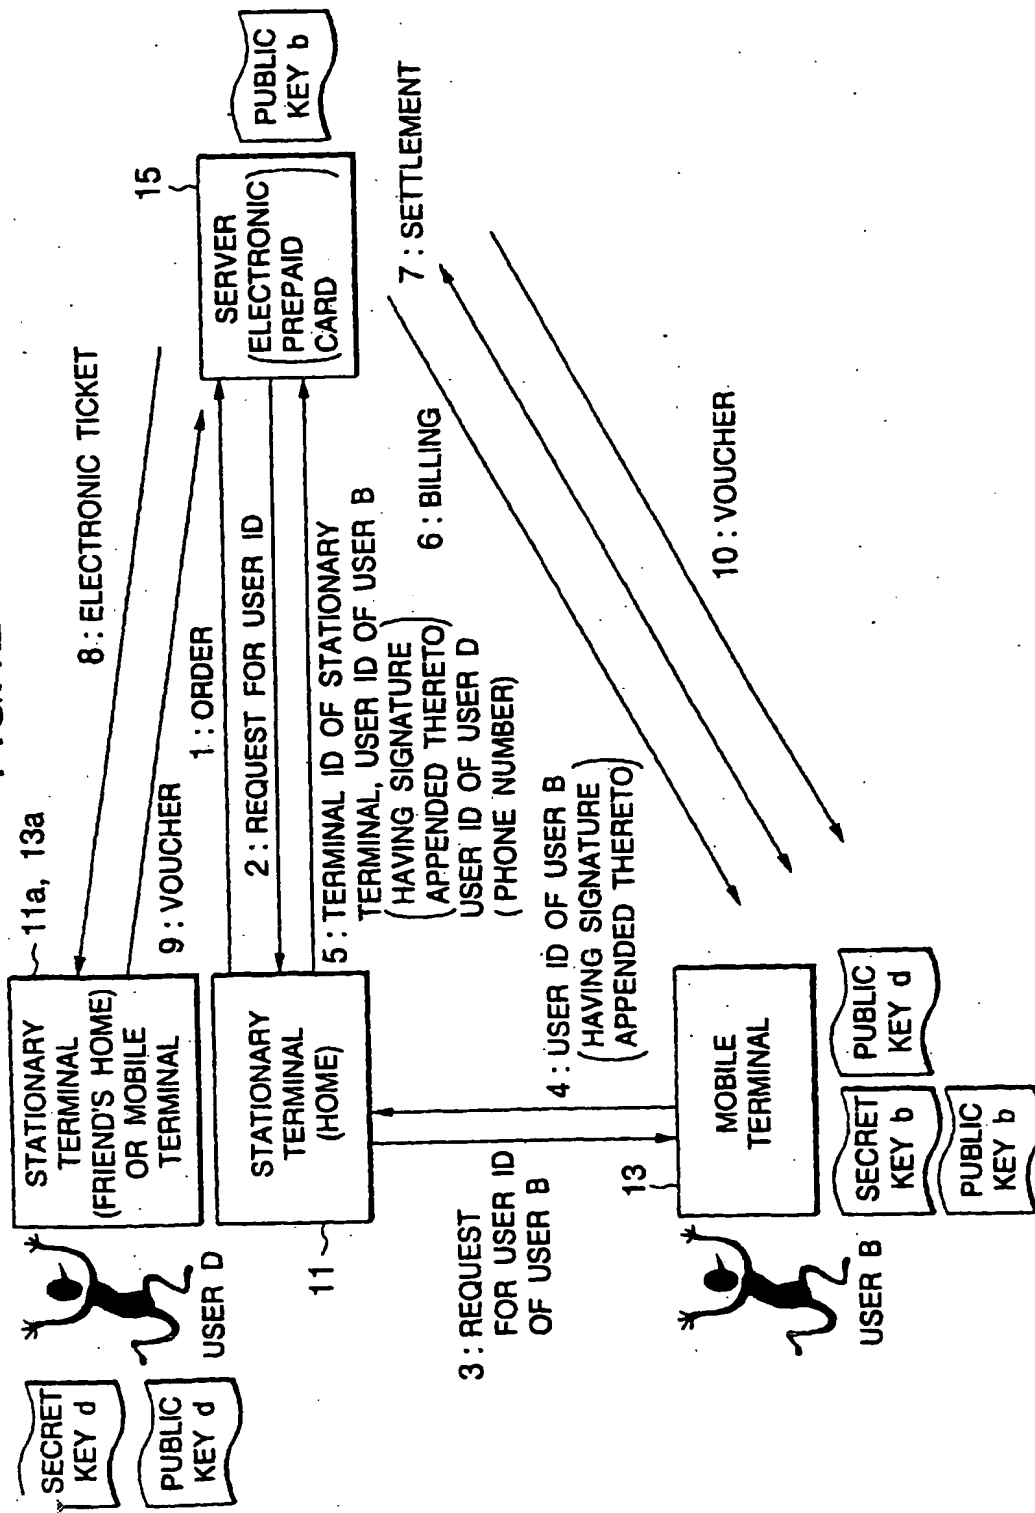 SECRET
KEY d
PUBLIC
KEY d
USER D
STATIONARY
TERMINAL
(FRIEND'S HOME)
OR MOBILE
TERMINAL
11a, 13a
8 : ELECTRONIC TICKET
9 : VOUCHER
1 : ORDER
2 : REQUEST FOR USER ID
5 : TERMINAL ID OF STATIONARY
TERMINAL, USER ID OF USER B
(HAVING SIGNATURE
APPENDED THERETO)
USER ID OF USER D
(PHONE NUMBER)
STATIONARY
TERMINAL
(HOME)
11
15
SERVER
(ELECTRONIC
PREPAID
CARD)
PUBLIC
KEY b
7 : SETTLEMENT
6 : BILLING
10 : VOUCHER
3 : REQUEST
FOR USER ID
OF USER B
4 : USER ID OF USER B
(HAVING SIGNATURE
APPENDED THERETO)
13
MOBILE
TERMINAL
USER B
SECRET
KEY b
PUBLIC
KEY b
PUBLIC
KEY d